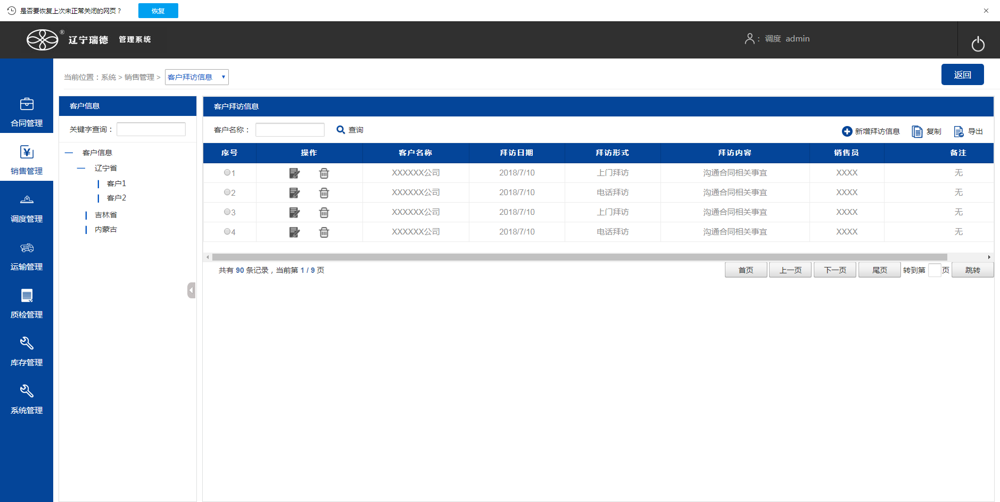 是否要恢复上次未正常关闭的网页？ 恢复
® 辽宁瑞德 管理系统 ： 调度 admin
当前位置：系统 > 销售管理 > 客户拜访信息 返回
合同管理
销售管理
调度管理
运输管理
质检管理
库存管理
系统管理
客户信息
关键字查询：
客户信息
辽宁省
客户1
客户2
吉林省
内蒙古
客户拜访信息
客户名称： 查询 新增拜访信息 复制 导出
序号 操作 客户名称 拜访日期 拜访形式 拜访内容 销售员 备注
1 XXXXXX公司 2018/7/10 上门拜访 沟通合同相关事宜 XXXX 无
2 XXXXXX公司 2018/7/10 电话拜访 沟通合同相关事宜 XXXX 无
3 XXXXXX公司 2018/7/10 上门拜访 沟通合同相关事宜 XXXX 无
4 XXXXXX公司 2018/7/10 电话拜访 沟通合同相关事宜 XXXX 无
共有 90 条记录，当前第 1 / 9 页 首页 上一页 下一页 尾页 转到第 页 跳转